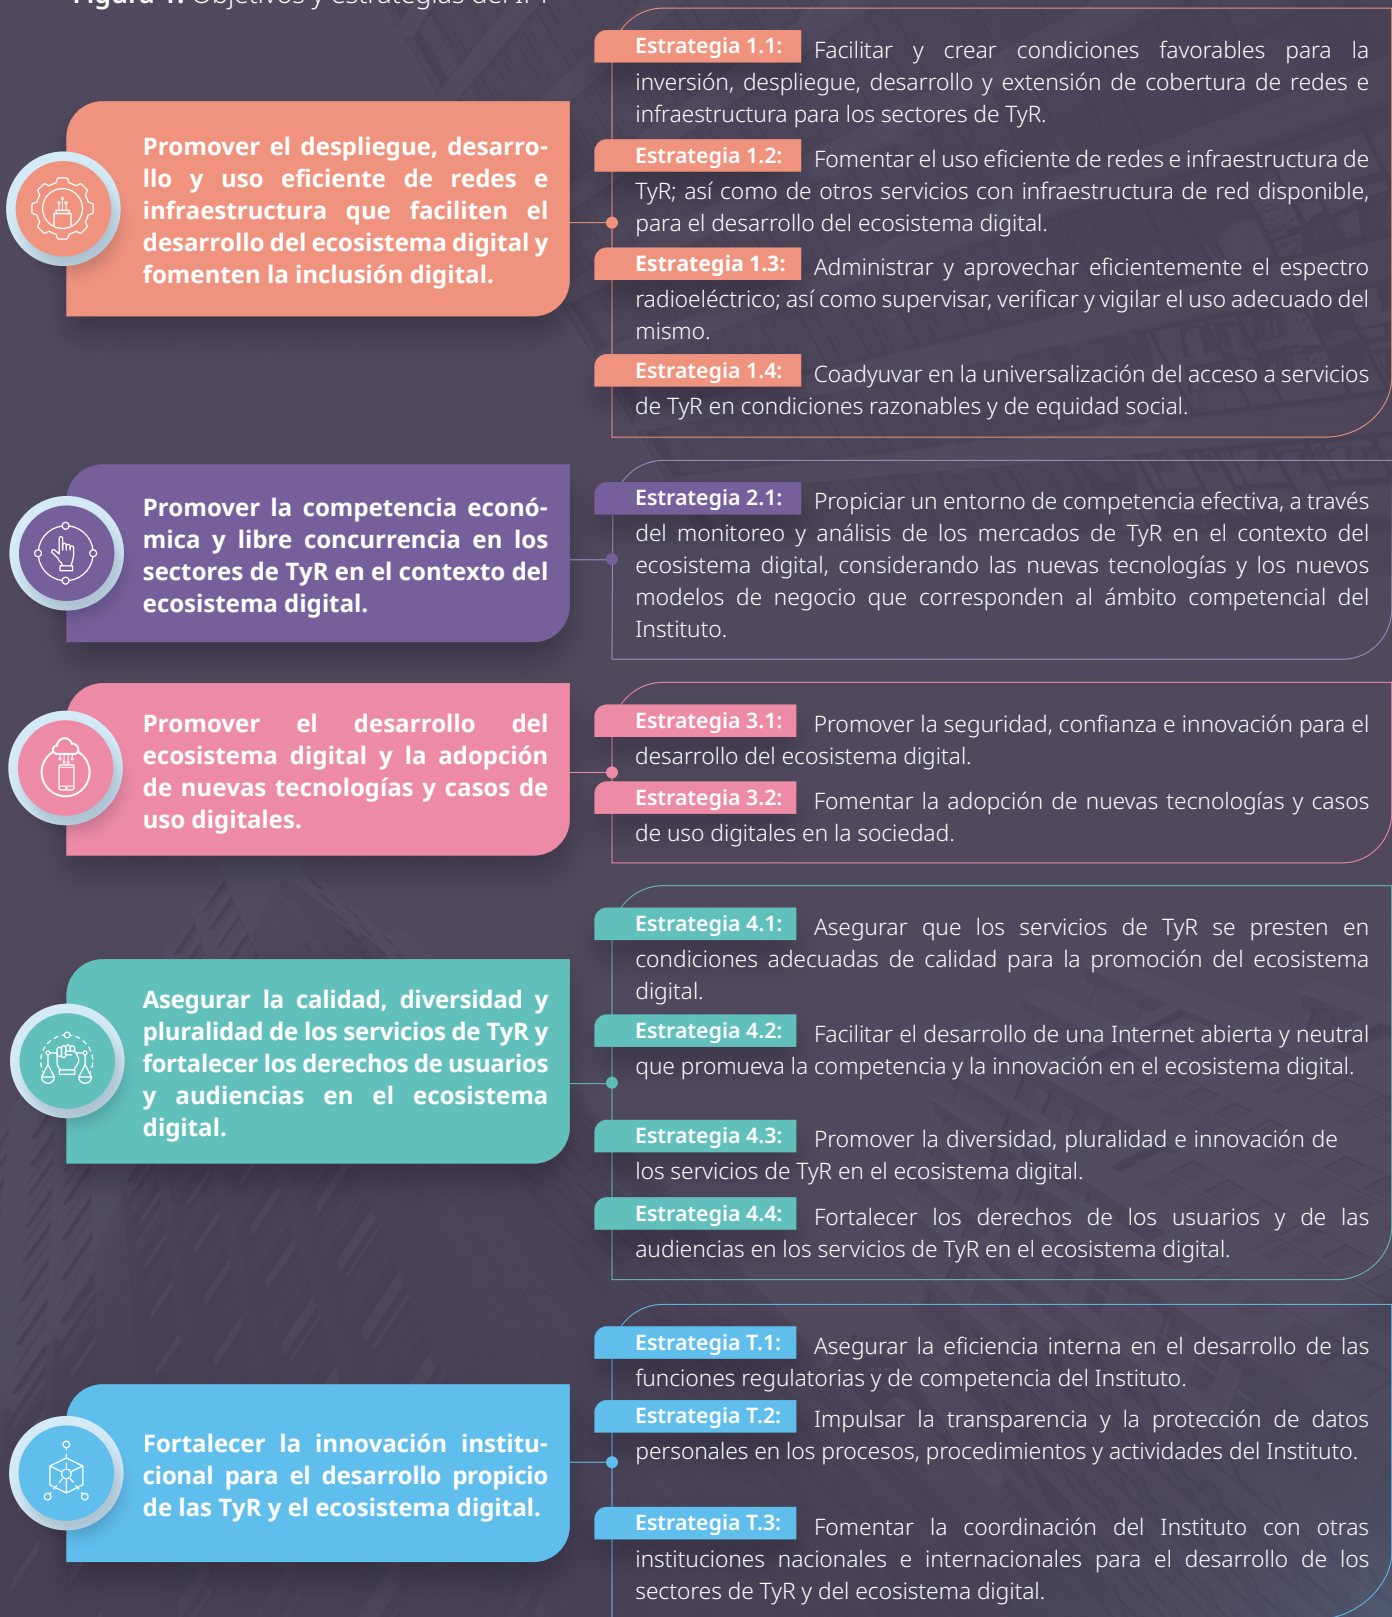 Figura 1. Objetivos y estrategias del IFT
Promover el despliegue, desarro-
llo y uso eficiente de redes e
infraestructura que faciliten el
desarrollo del ecosistema digital y
fomenten la inclusión digital.
Estrategia 1.1: Facilitar y crear condiciones favorables para la
inversión, despliegue, desarrollo y extensión de cobertura de redes e
infraestructura para los sectores de TyR.
Estrategia 1.2: Fomentar el uso eficiente de redes e infraestructura de
TyR; así como de otros servicios con infraestructura de red disponible,
para el desarrollo del ecosistema digital.
Estrategia 1.3: Administrar y aprovechar eficientemente el espectro
radioeléctrico; así como supervisar, verificar y vigilar el uso adecuado del
mismo.
Estrategia 1.4: Coadyuvar en la universalización del acceso a servicios
de TyR en condiciones razonables y de equidad social.
Promover la competencia econó-
mica y libre concurrencia en los
sectores de TyR en el contexto del
ecosistema digital.
Estrategia 2.1: Propiciar un entorno de competencia efectiva, a través
del monitoreo y análisis de los mercados de TyR en el contexto del
ecosistema digital, considerando las nuevas tecnologías y los nuevos
modelos de negocio que corresponden al ámbito competencial del
Instituto.
Promover el desarrollo del
ecosistema digital y la adopción
de nuevas tecnologías y casos de
uso digitales.
Estrategia 3.1: Promover la seguridad, confianza e innovación para el
desarrollo del ecosistema digital.
Estrategia 3.2: Fomentar la adopción de nuevas tecnologías y casos
de uso digitales en la sociedad.
Asegurar la calidad, diversidad y
pluralidad de los servicios de TyR y
fortalecer los derechos de usuarios
y audiencias en el ecosistema
digital.
Estrategia 4.1: Asegurar que los servicios de TyR se presten en
condiciones adecuadas de calidad para la promoción del ecosistema
digital.
Estrategia 4.2: Facilitar el desarrollo de una Internet abierta y neutral
que promueva la competencia y la innovación en el ecosistema digital.
Estrategia 4.3: Promover la diversidad, pluralidad e innovación de
los servicios de TyR en el ecosistema digital.
Estrategia 4.4: Fortalecer los derechos de los usuarios y de las
audiencias en los servicios de TyR en el ecosistema digital.
Fortalecer la innovación institu-
cional para el desarrollo propicio
de las TyR y el ecosistema digital.
Estrategia T.1: Asegurar la eficiencia interna en el desarrollo de las
funciones regulatorias y de competencia del Instituto.
Estrategia T.2: Impulsar la transparencia y la protección de datos
personales en los procesos, procedimientos y actividades del Instituto.
Estrategia T.3: Fomentar la coordinación del Instituto con otras
instituciones nacionales e internacionales para el desarrollo de los
sectores de TyR y del ecosistema digital.